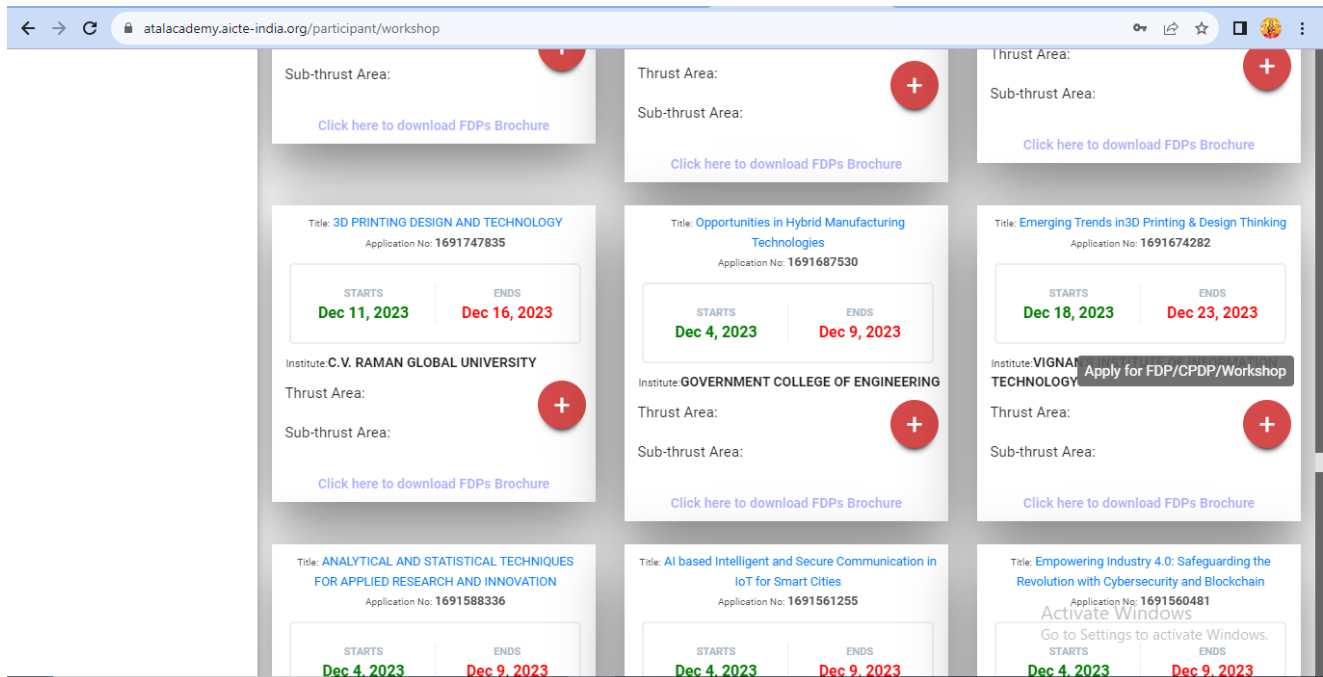 atalacademy.aicte-india.org/participant/workshop
Sub-thrust Area:
Click here to download FDPs Brochure
Thrust Area:
Sub-thrust Area:
Click here to download FDPs Brochure
Thrust Area:
Sub-thrust Area:
Click here to download FDPs Brochure
Title: 3D PRINTING DESIGN AND TECHNOLOGY
Application No: 1691747835
STARTS ENDS
Dec 11, 2023 Dec 16, 2023
Institute:C.V. RAMAN GLOBAL UNIVERSITY
Thrust Area:
Sub-thrust Area:
Click here to download FDPs Brochure
Title: Opportunities in Hybrid Manufacturing
Technologies
Application No: 1691687530
STARTS ENDS
Dec 4, 2023 Dec 9, 2023
Institute:GOVERNMENT COLLEGE OF ENGINEERING
Thrust Area:
Sub-thrust Area:
Click here to download FDPs Brochure
Title: Emerging Trends in3D Printing & Design Thinking
Application No: 1691674282
STARTS ENDS
Dec 18, 2023 Dec 23, 2023
Institute:VIGNAN'S INSTITUTE OF INFORMATION
TECHNOLOGY
Apply for FDP/CPDP/Workshop
Thrust Area:
Sub-thrust Area:
Click here to download FDPs Brochure
Title: ANALYTICAL AND STATISTICAL TECHNIQUES
FOR APPLIED RESEARCH AND INNOVATION
Application No: 1691588336
STARTS ENDS
Dec 4, 2023 Dec 9, 2023
Title: AI based Intelligent and Secure Communication in
IoT for Smart Cities
Application No: 1691561255
STARTS ENDS
Dec 4, 2023 Dec 9, 2023
Title: Empowering Industry 4.0: Safeguarding the
Revolution with Cybersecurity and Blockchain
Application No: 1691560481
Activate Windows
Go to Settings to activate Windows.
STARTS ENDS
Dec 4, 2023 Dec 9, 2023